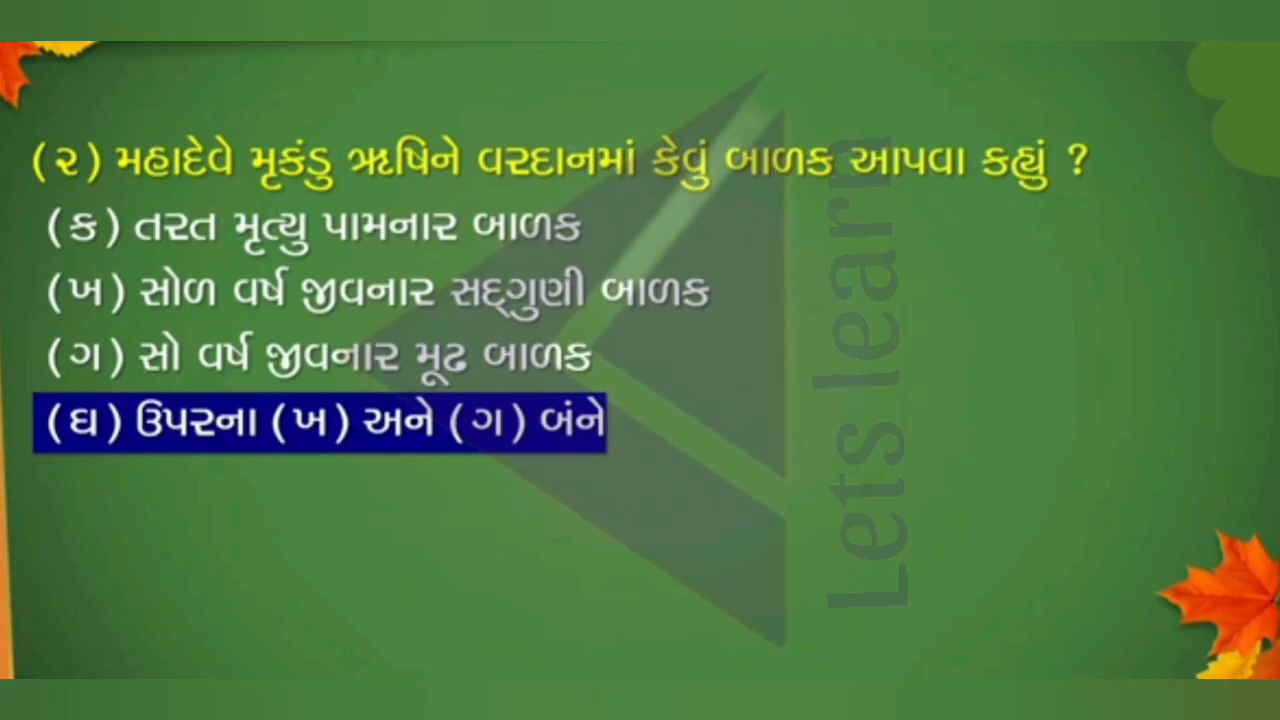 (૨) મહાદેવે મૃકંડુ ઋષિને વરદાનમાં કેવું બાળક આપવા કહ્યું ?
(ક) તરત મૃત્યુ પામનાર બાળક
(ખ) સોળ વર્ષ જીવનાર સદ્‌ગુણી બાળક
(ગ) સો વર્ષ જીવનાર મૂઢ બાળક
(ઘ) ઉપરના (ખ) અને (ગ) બંને
Lets learn